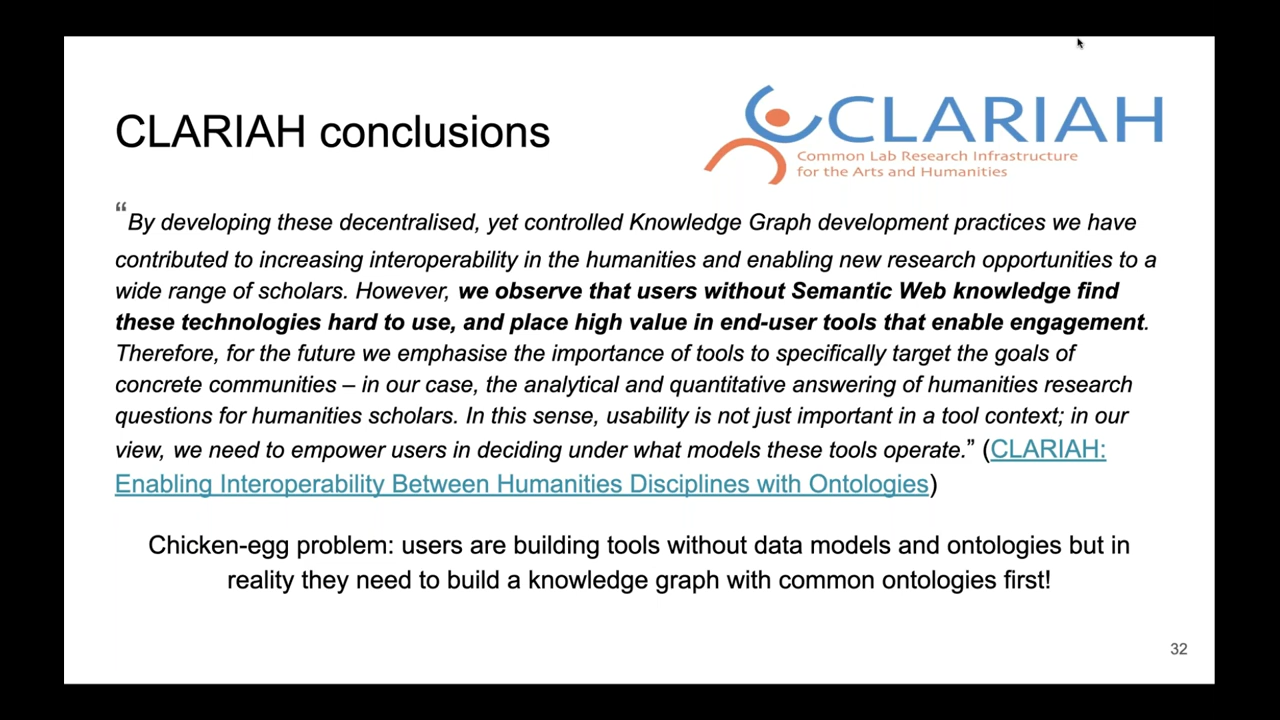 CLARIAH conclusions
CLARIAH
Common Lab Research Infrastructure
for the Arts and Humanities
“By developing these decentralised, yet controlled Knowledge Graph development practices we have
contributed to increasing interoperability in the humanities and enabling new research opportunities to a
wide range of scholars. However, we observe that users without Semantic Web knowledge find
these technologies hard to use, and place high value in end-user tools that enable engagement.
Therefore, for the future we emphasise the importance of tools to specifically target the goals of
concrete communities – in our case, the analytical and quantitative answering of humanities research
questions for humanities scholars. In this sense, usability is not just important in a tool context; in our
view, we need to empower users in deciding under what models these tools operate.” (CLARIAH:
Enabling Interoperability Between Humanities Disciplines with Ontologies)
Chicken-egg problem: users are building tools without data models and ontologies but in
reality they need to build a knowledge graph with common ontologies first!
32